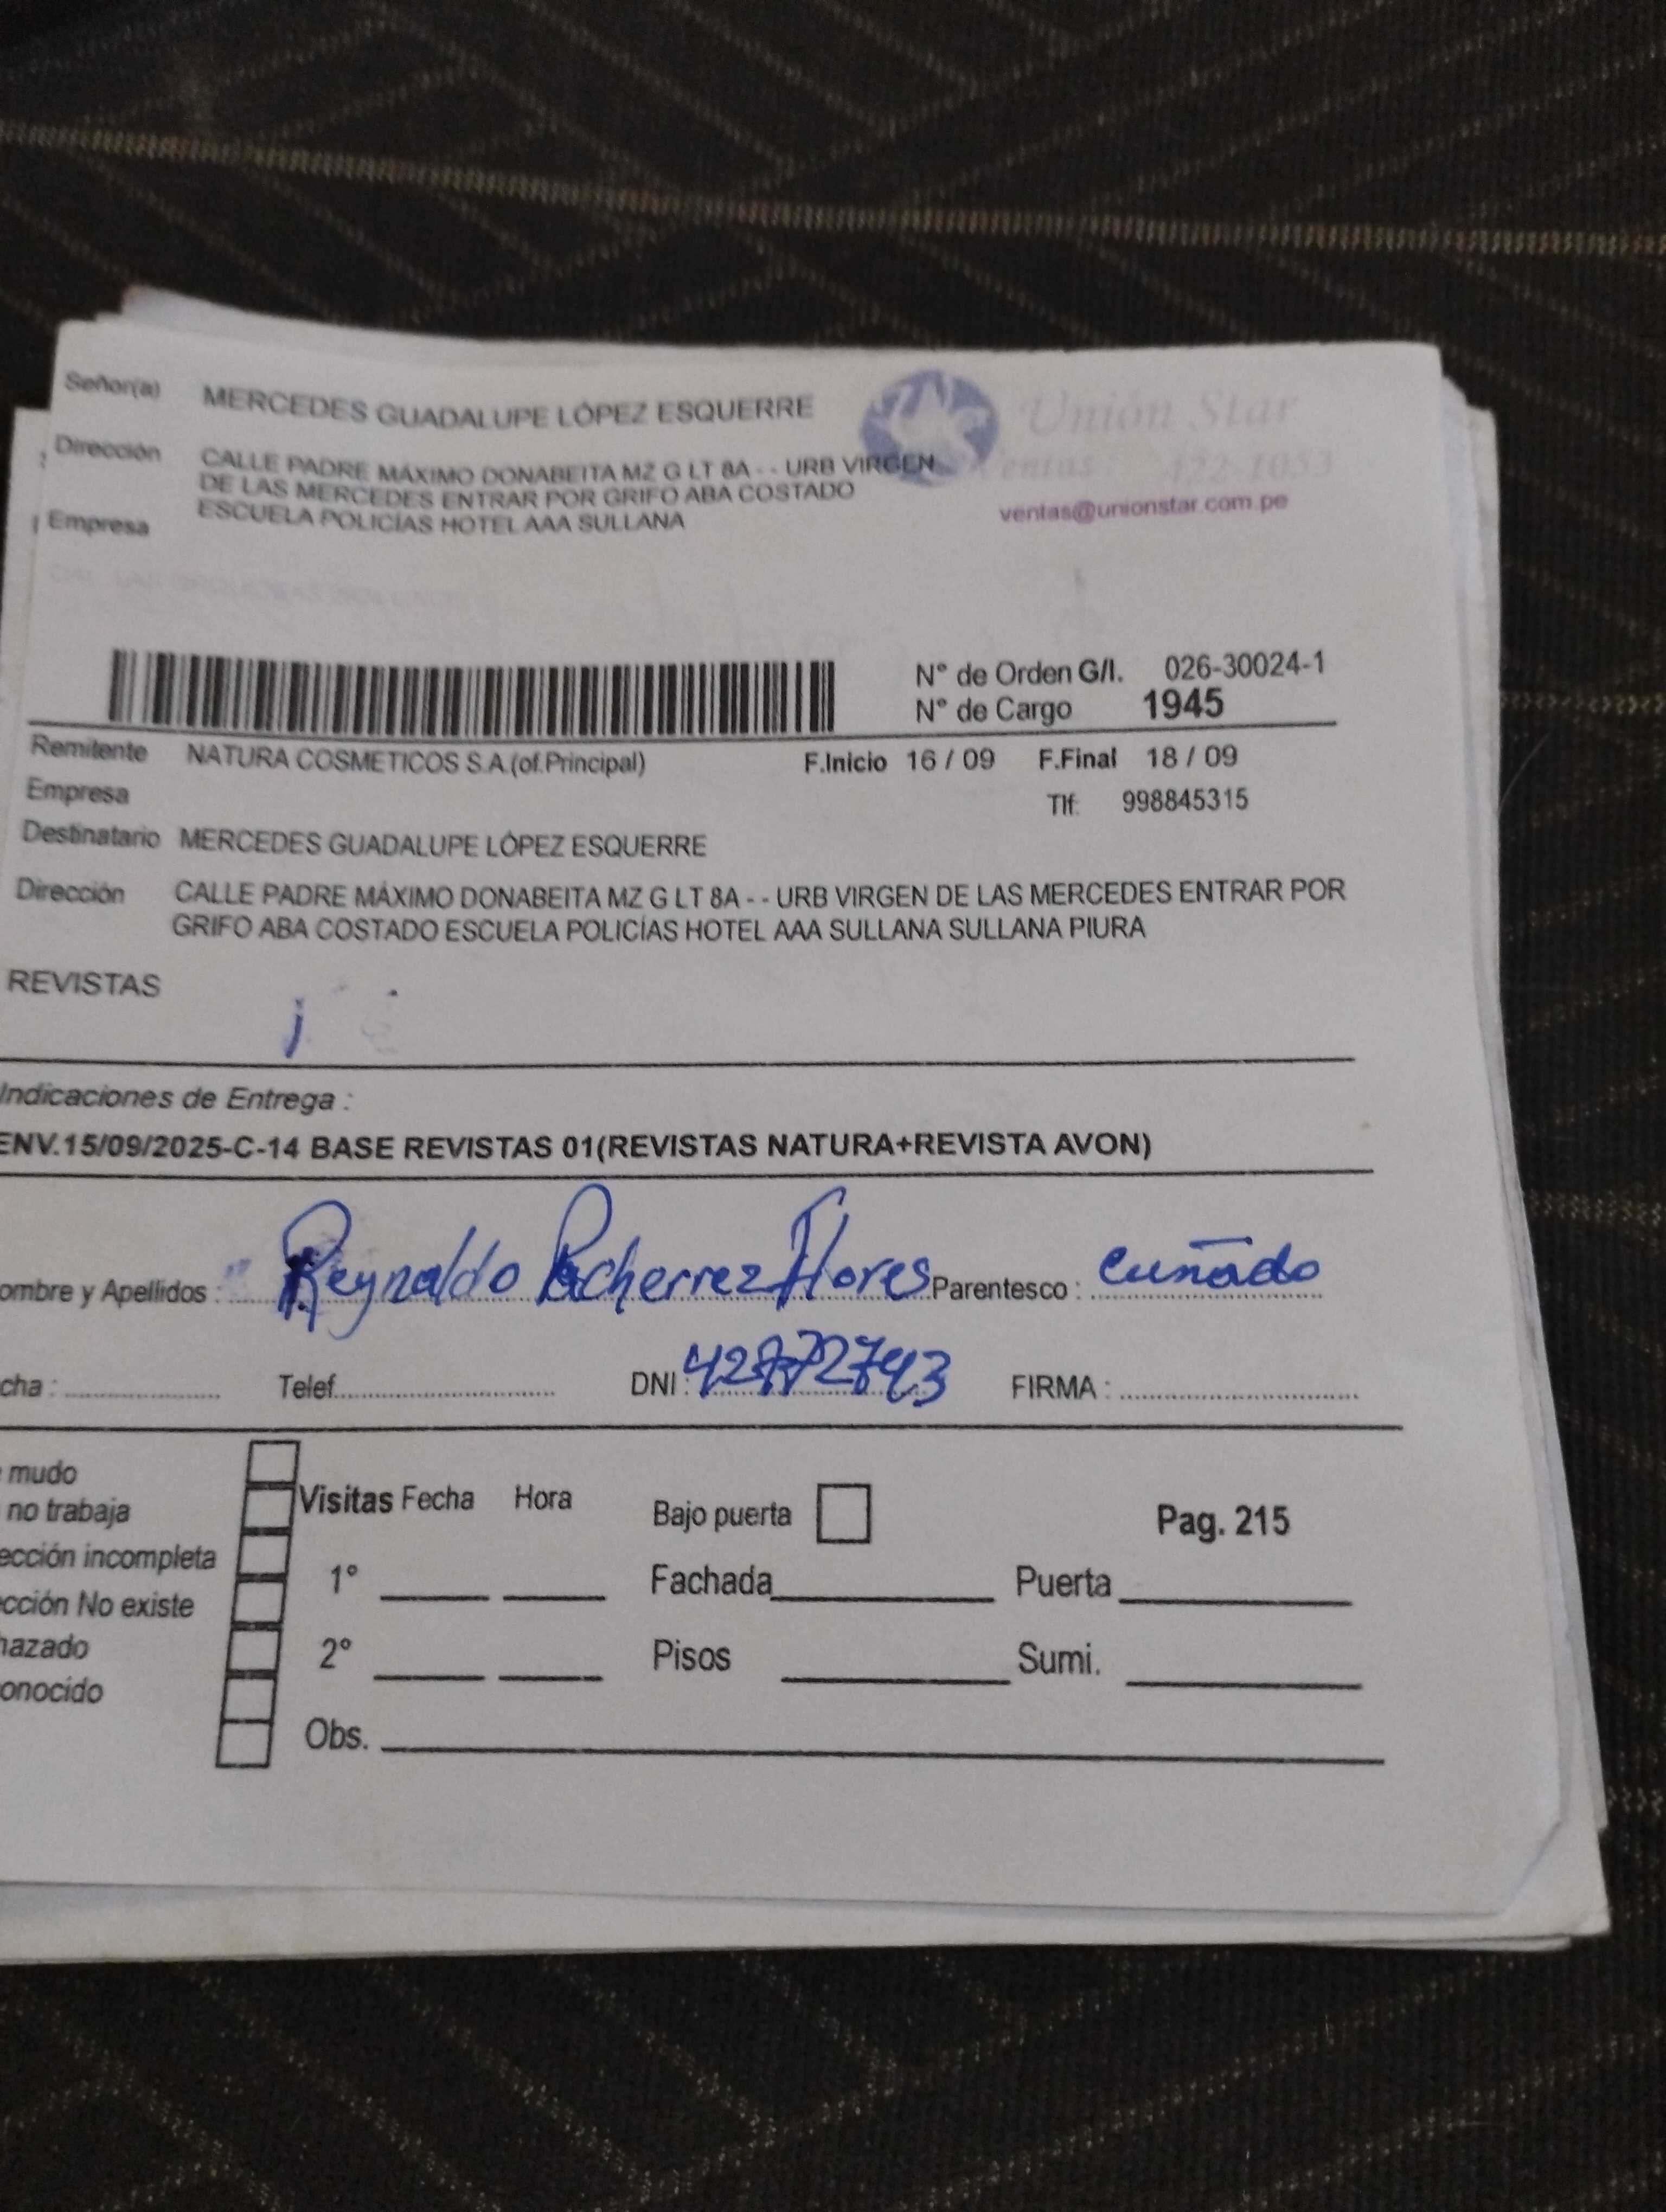 Señor(a) MERCEDES GUADALUPE LÓPEZ ESQUERRE
Unión Star
Dirección CALLE PADRE MÁXIMO DONABEITA MZ G LT 8A - - URB VIRGEN
DE LAS MERCEDES ENTRAR POR GRIFO ABA COSTADO
ESCUELA POLICÍAS HOTEL AAA SULLANA
Ventas 422-1053
ventas@unionstar.com.pe
Empresa
N° de Orden G/I. 026-30024-1
N° de Cargo 1945
Remitente NATURA COSMETICOS S.A.(of.Principal) F.Inicio 16 / 09 F.Final 18 / 09
Empresa Tlf: 998845315
Destinatario MERCEDES GUADALUPE LÓPEZ ESQUERRE
Dirección CALLE PADRE MÁXIMO DONABEITA MZ G LT 8A - - URB VIRGEN DE LAS MERCEDES ENTRAR POR
GRIFO ABA COSTADO ESCUELA POLICÍAS HOTEL AAA SULLANA SULLANA PIURA
REVISTAS
Indicaciones de Entrega :
ENV.15/09/2025-C-14 BASE REVISTAS 01(REVISTAS NATURA+REVISTA AVON)
ombre y Apellidos : Reynaldo Pacherrez Flores Parentesco : cuñado
cha : Telef. DNI : FIRMA :
mudo
no trabaja
ección incompleta
cción No existe
hazado
onocido
Visitas Fecha Hora
1°
2°
Obs.
Bajo puerta Pag. 215
Fachada Puerta
Pisos Sumi.